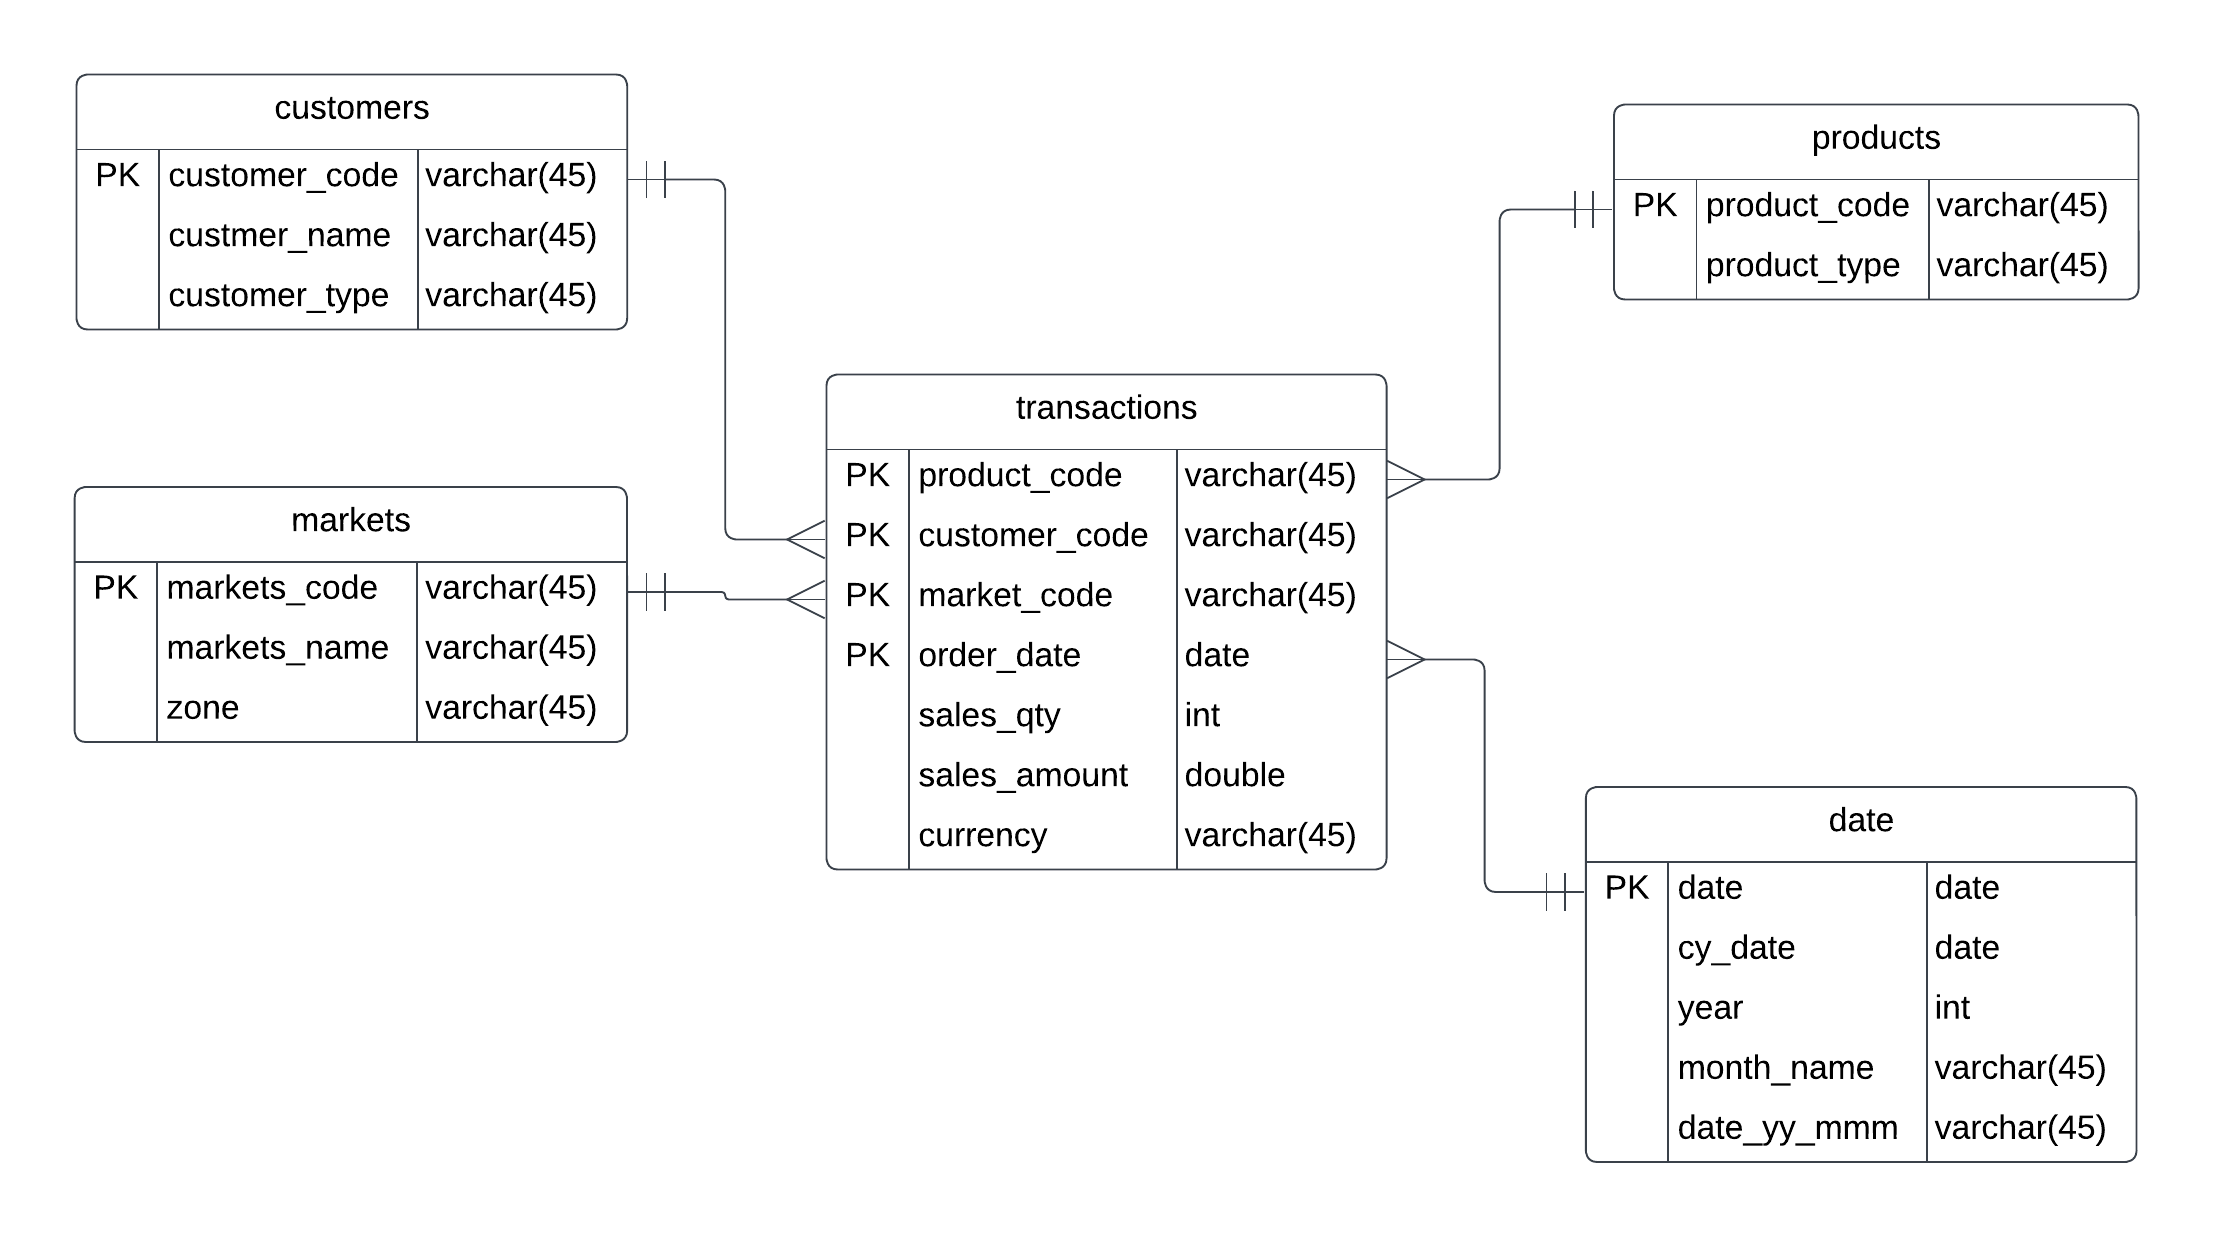 customers
PK customer_code varchar(45)
custmer_name varchar(45)
customer_type varchar(45)
products
PK product_code varchar(45)
product_type varchar(45)
transactions
PK product_code varchar(45)
PK customer_code varchar(45)
PK market_code varchar(45)
PK order_date date
sales_qty int
sales_amount double
currency varchar(45)
markets
PK markets_code varchar(45)
markets_name varchar(45)
zone varchar(45)
date
PK date date
cy_date date
year int
month_name varchar(45)
date_yy_mmm varchar(45)